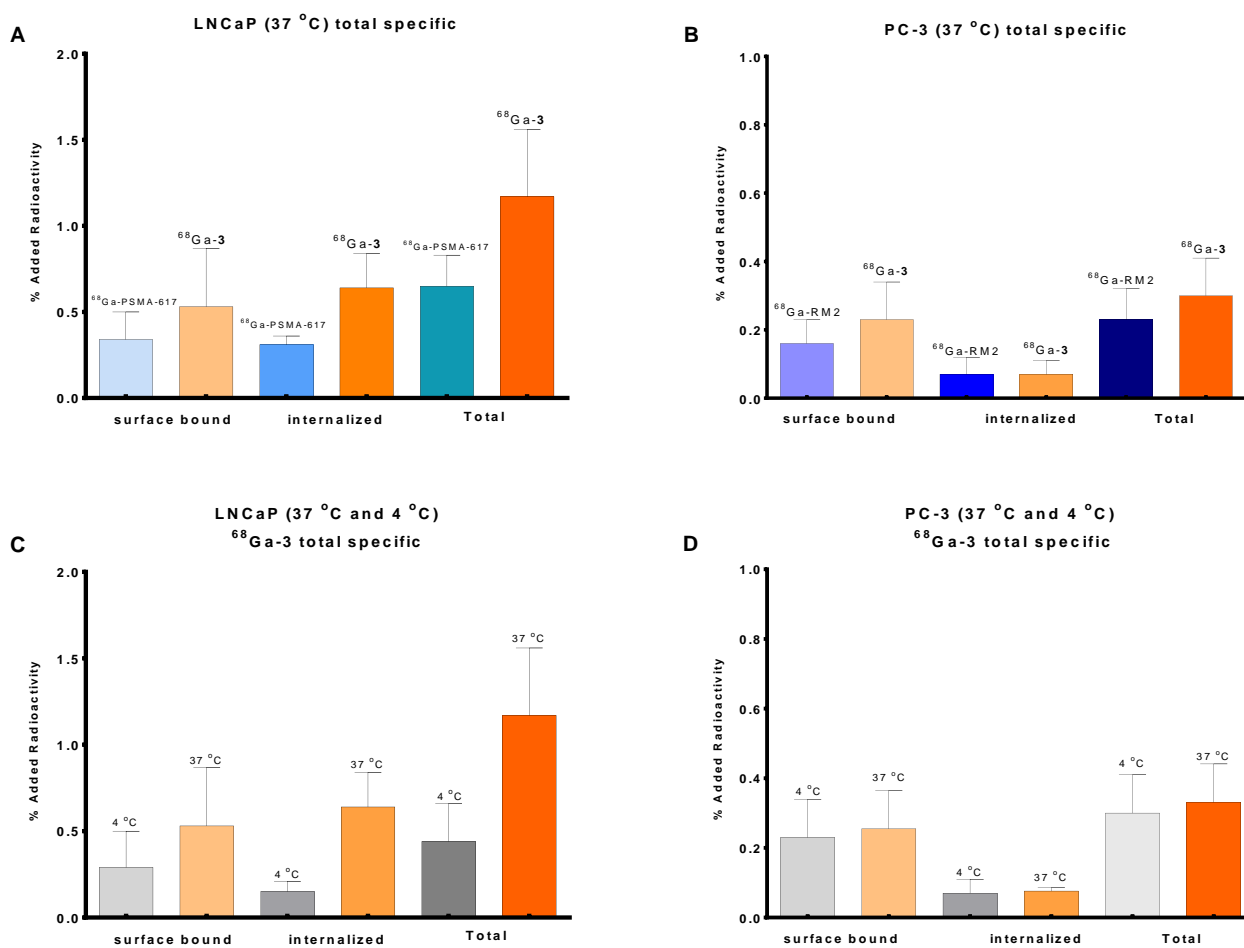 A
LNCaP (37 °C) total specific
% Added Radioactivity
2.0
1.5
1.0
0.5
0.0
⁶⁸Ga-PSMA-617
⁶⁸Ga-3
⁶⁸Ga-PSMA-617
⁶⁸Ga-3
⁶⁸Ga-PSMA-617
⁶⁸Ga-3
surface bound
internalized
Total
B
PC-3 (37 °C) total specific
% Added Radioactivity
1.0
0.8
0.6
0.4
0.2
0.0
⁶⁸Ga-RM2
⁶⁸Ga-3
⁶⁸Ga-RM2
⁶⁸Ga-3
⁶⁸Ga-RM2
⁶⁸Ga-3
surface bound
internalized
Total
C
LNCaP (37 °C and 4 °C)
⁶⁸Ga-3 total specific
% Added Radioactivity
2.0
1.5
1.0
0.5
0.0
4 °C
37 °C
4 °C
37 °C
4 °C
37 °C
surface bound
internalized
Total
D
PC-3 (37 °C and 4 °C)
⁶⁸Ga-3 total specific
% Added Radioactivity
1.0
0.8
0.6
0.4
0.2
0.0
4 °C
37 °C
4 °C
37 °C
4 °C
37 °C
surface bound
internalized
Total